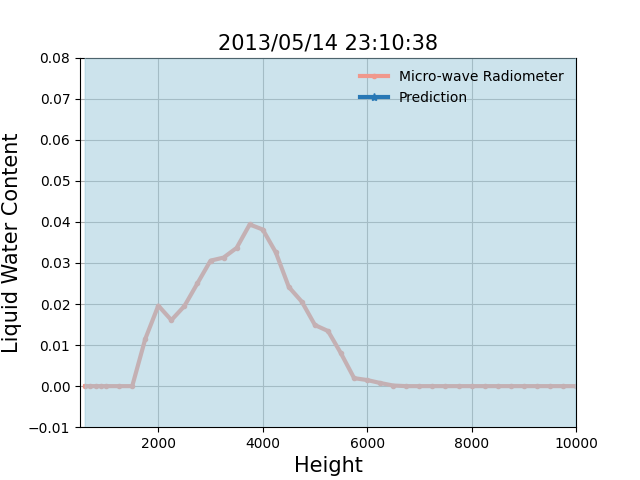 2013/05/14 23:10:38
Micro-wave Radiometer
Prediction
0.08
0.07
0.06
0.05
0.04
0.03
0.02
0.01
0.00
−0.01
Liquid Water Content
2000 4000 6000 8000 10000
Height